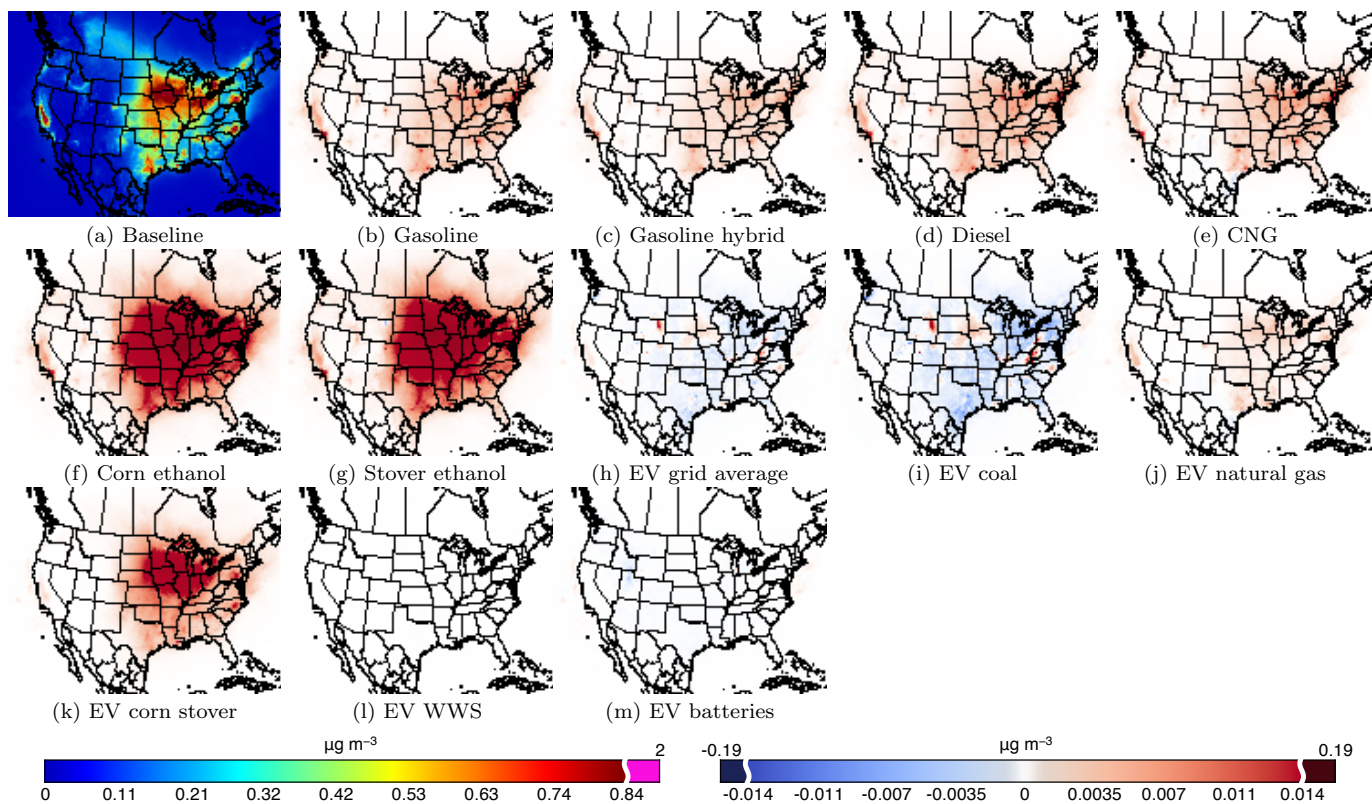 (a) Baseline (b) Gasoline (c) Gasoline hybrid (d) Diesel (e) CNG
(f) Corn ethanol (g) Stover ethanol (h) EV grid average (i) EV coal (j) EV natural gas
(k) EV corn stover (l) EV WWS (m) EV batteries
µg m⁻³ 2 -0.19 µg m⁻³ 0.19
0 0.11 0.21 0.32 0.42 0.53 0.63 0.74 0.84 -0.014 -0.011 -0.007 -0.0035 0 0.0035 0.007 0.011 0.014